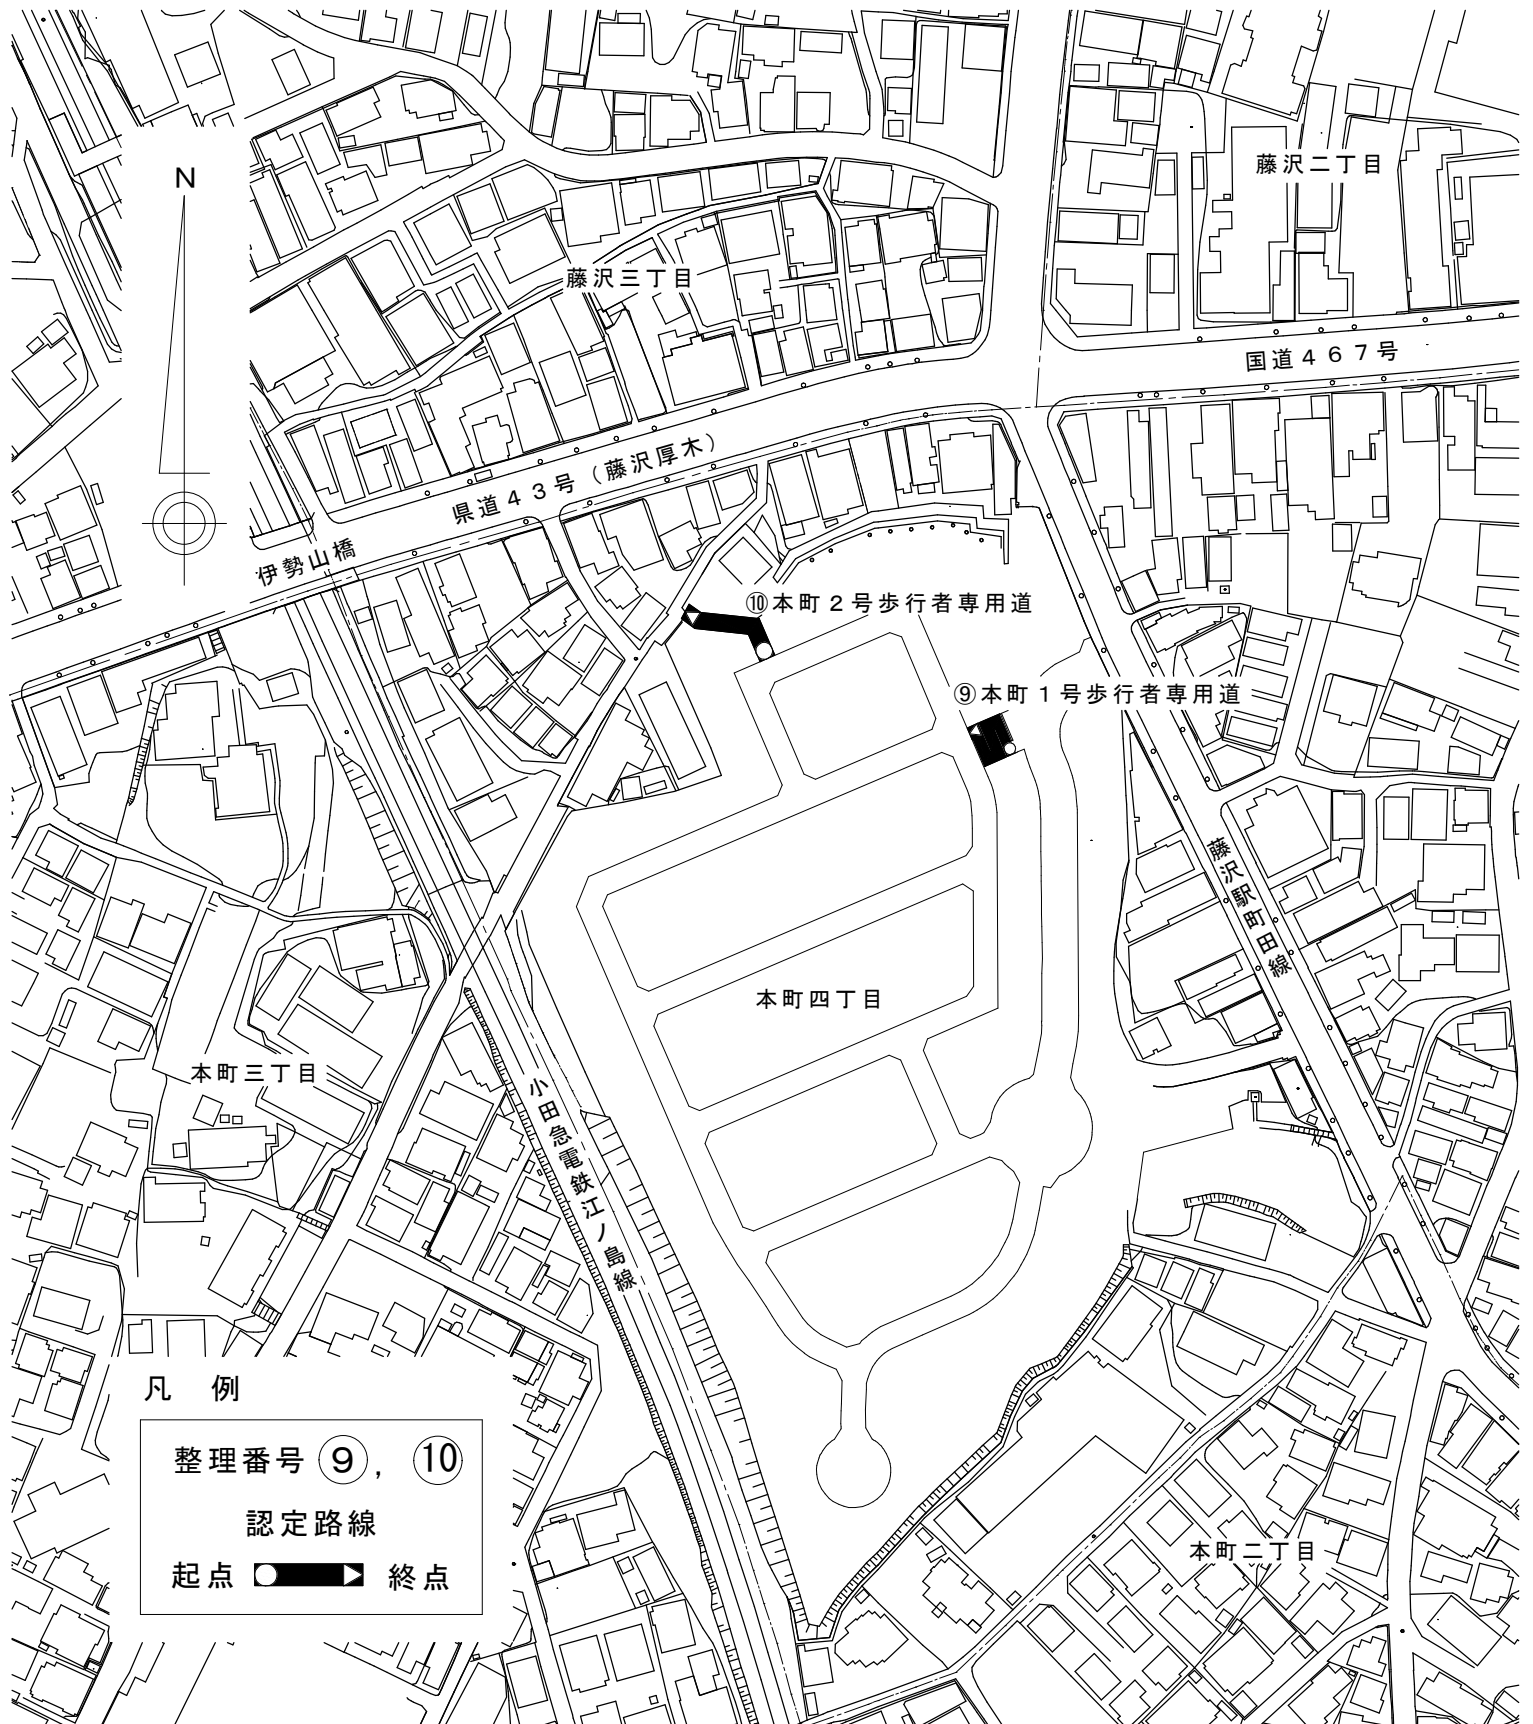 N
藤沢二丁目
藤沢三丁目
国道４６７号
県道４３号（藤沢厚木）
伊勢山橋
⑩本町２号歩行者専用道
⑨本町１号歩行者専用道
藤沢駅町田線
本町四丁目
本町三丁目
小田急電鉄江ノ島線
本町二丁目
凡　例
整理番号 ⑨，⑩
認定路線
起点　終点